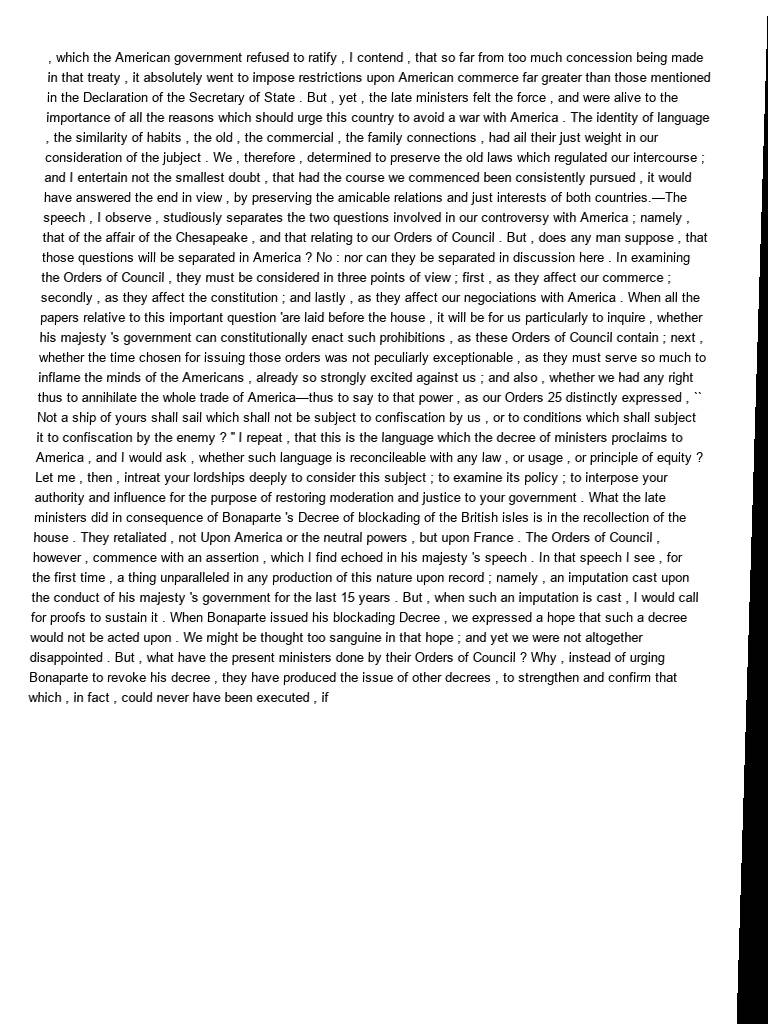 , which the American government refused to ratify , I contend , that so far from too much concession being made
in that treaty , it absolutely went to impose restrictions upon American commerce far greater than those mentioned
in the Declaration of the Secretary of State . But , yet , the late ministers felt the force , and were alive to the
importance of all the reasons which should urge this country to avoid a war with America . The identity of language
, the similarity of habits , the old , the commercial , the family connections , had ail their just weight in our
consideration of the jubject . We , therefore , determined to preserve the old laws which regulated our intercourse ;
and I entertain not the smallest doubt , that had the course we commenced been consistently pursued , it would
have answered the end in view , by preserving the amicable relations and just interests of both countries.—The
speech , I observe , studiously separates the two questions involved in our controversy with America ; namely ,
that of the affair of the Chesapeake , and that relating to our Orders of Council . But , does any man suppose , that
those questions will be separated in America ? No : nor can they be separated in discussion here . In examining
the Orders of Council , they must be considered in three points of view ; first , as they affect our commerce ;
secondly , as they affect the constitution ; and lastly , as they affect our negociations with America . When all the
papers relative to this important question 'are laid before the house , it will be for us particularly to inquire , whether
his majesty 's government can constitutionally enact such prohibitions , as these Orders of Council contain ; next ,
whether the time chosen for issuing those orders was not peculiarly exceptionable , as they must serve so much to
inflame the minds of the Americans , already so strongly excited against us ; and also , whether we had any right
thus to annihilate the whole trade of America—thus to say to that power , as our Orders 25 distinctly expressed , ``
Not a ship of yours shall sail which shall not be subject to confiscation by us , or to conditions which shall subject
it to confiscation by the enemy ? " I repeat , that this is the language which the decree of ministers proclaims to
America , and I would ask , whether such language is reconcileable with any law , or usage , or principle of equity ?
Let me , then , intreat your lordships deeply to consider this subject ; to examine its policy ; to interpose your
authority and influence for the purpose of restoring moderation and justice to your government . What the late
ministers did in consequence of Bonaparte 's Decree of blockading of the British isles is in the recollection of the
house . They retaliated , not Upon America or the neutral powers , but upon France . The Orders of Council ,
however , commence with an assertion , which I find echoed in his majesty 's speech . In that speech I see , for
the first time , a thing unparalleled in any production of this nature upon record ; namely , an imputation cast upon
the conduct of his majesty 's government for the last 15 years . But , when such an imputation is cast , I would call
for proofs to sustain it . When Bonaparte issued his blockading Decree , we expressed a hope that such a decree
would not be acted upon . We might be thought too sanguine in that hope ; and yet we were not altogether
disappointed . But , what have the present ministers done by their Orders of Council ? Why , instead of urging
Bonaparte to revoke his decree , they have produced the issue of other decrees , to strengthen and confirm that
which , in fact , could never have been executed , if